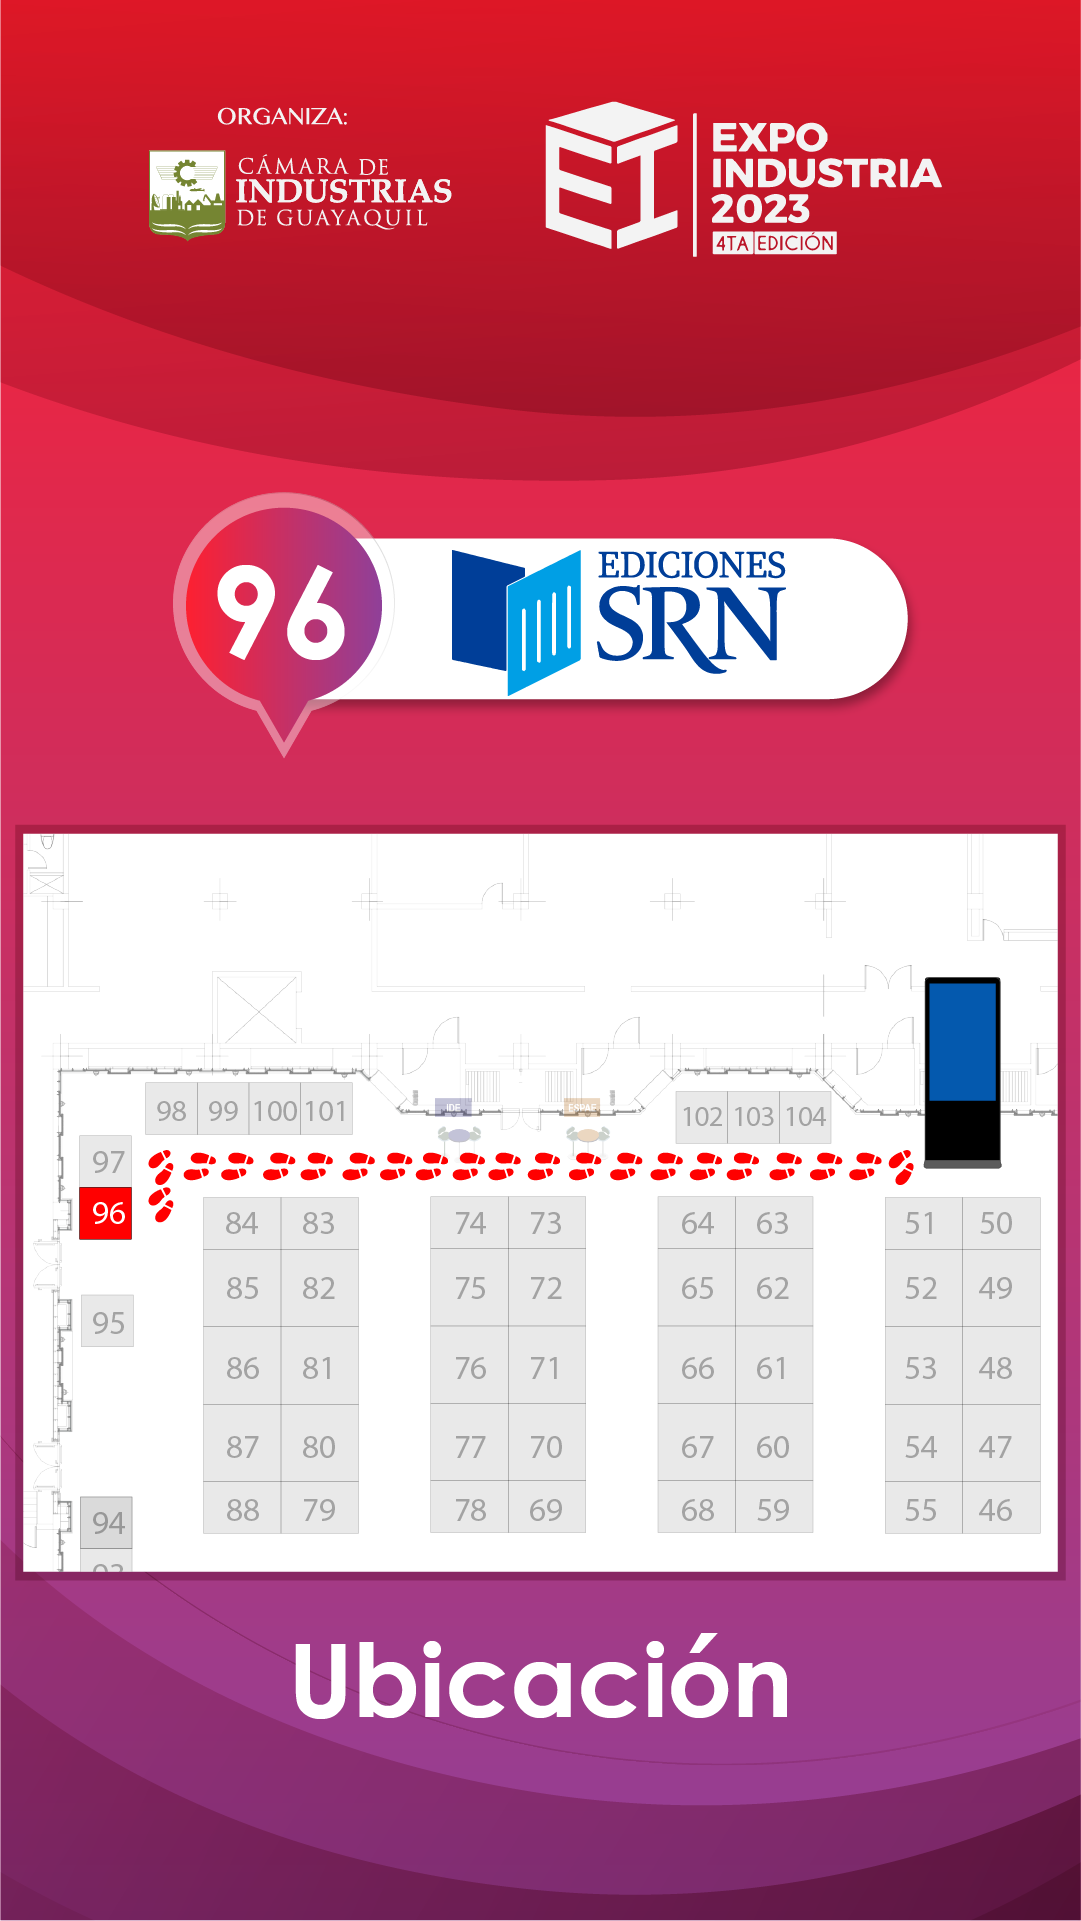 ORGANIZA:
CÁMARA DE
INDUSTRIAS
DE GUAYAQUIL
EI
EXPO
INDUSTRIA
2023
4TA EDICIÓN
96
EDICIONES
SRN
IDE
ESPAE
98 99 100 101
102 103 104
97
96
95
94
93
84 83
85 82
86 81
87 80
88 79
74 73
75 72
76 71
77 70
78 69
64 63
65 62
66 61
67 60
68 59
51 50
52 49
53 48
54 47
55 46
Ubicación